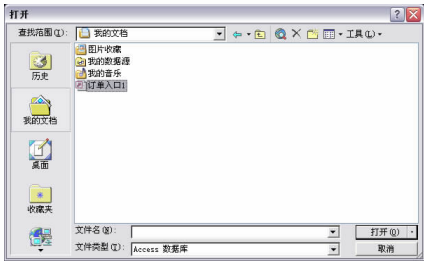 打开
查找范围(I): 我的文档 工具(L)
图片收藏
我的数据源
我的音乐
订单入口1
历史
我的文档
桌面
收藏夹
文件名(N): 打开(O)
文件类型(T): Access 数据库 取消